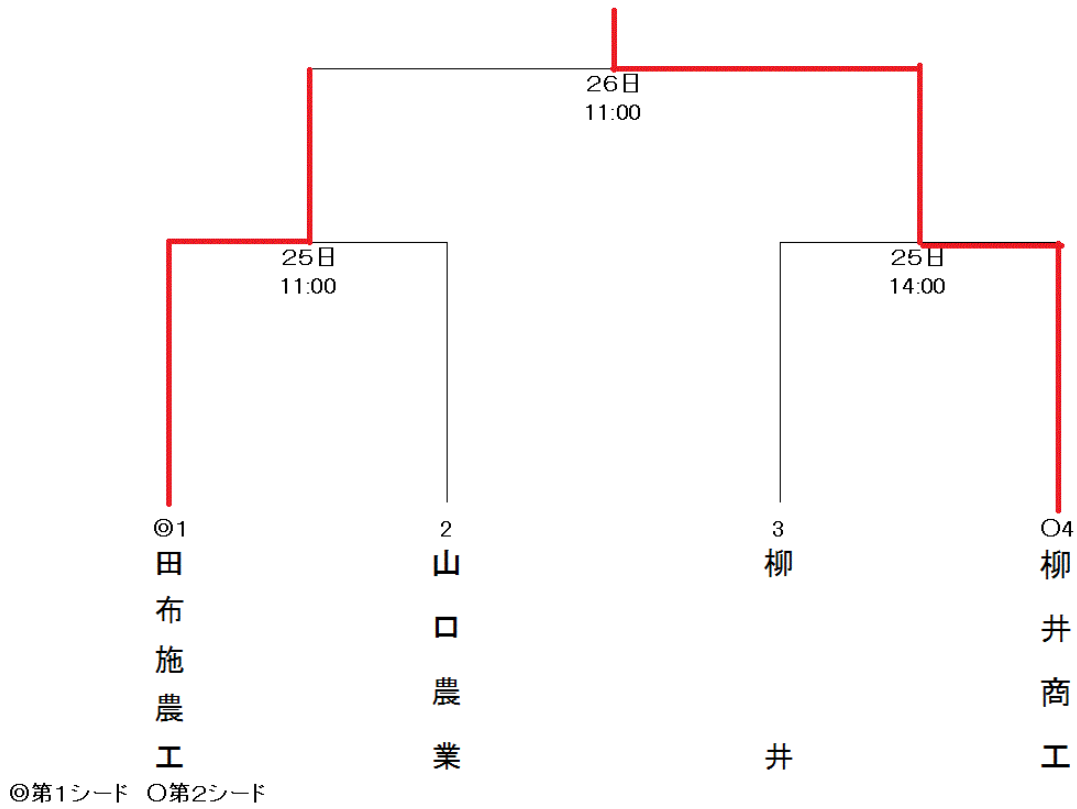 26日
11:00
25日
11:00
25日
14:00
◎1
田布施農工
2
山口農業
3
柳井
○4
柳井商工
◎第1シード ○第2シード